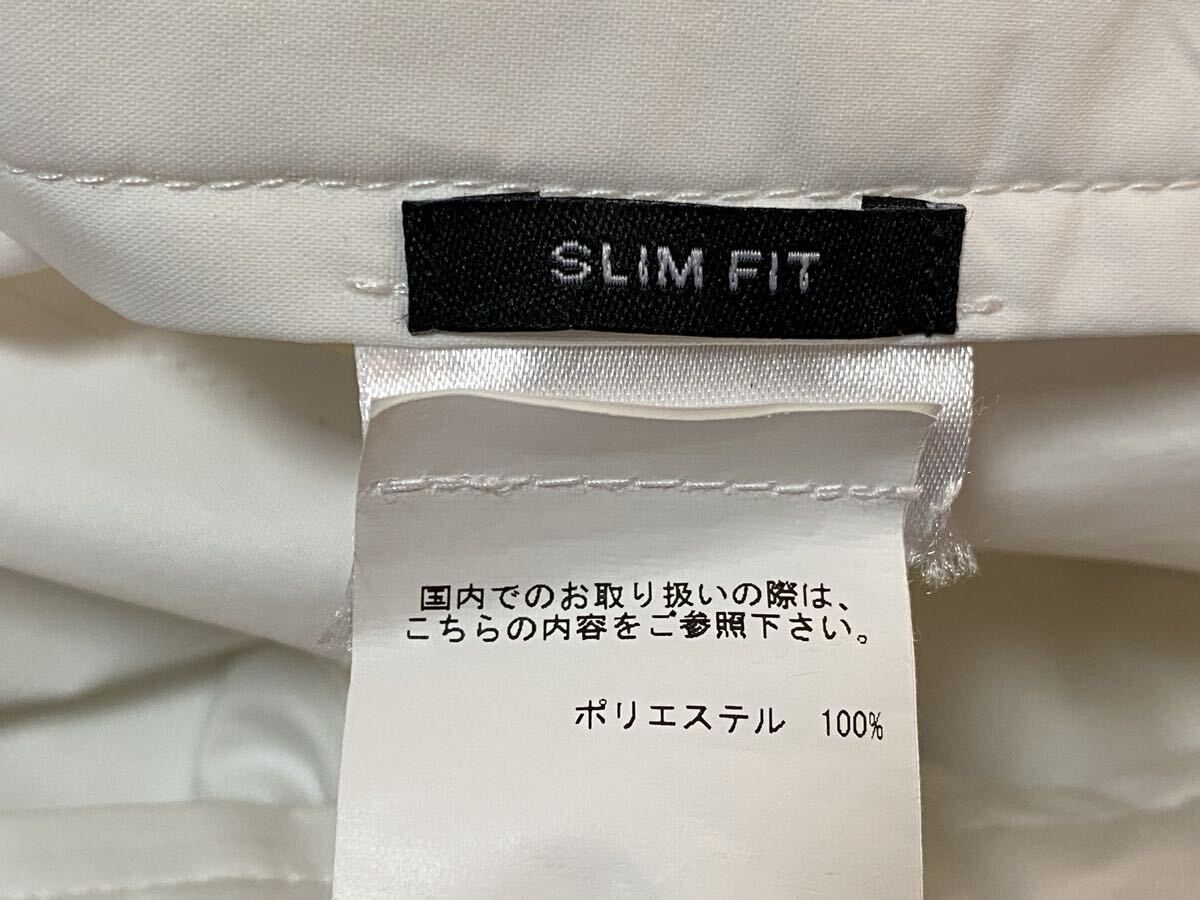 SLIM FIT
国内でのお取り扱いの際は、
こちらの内容をご参照下さい。
ポリエステル 100%